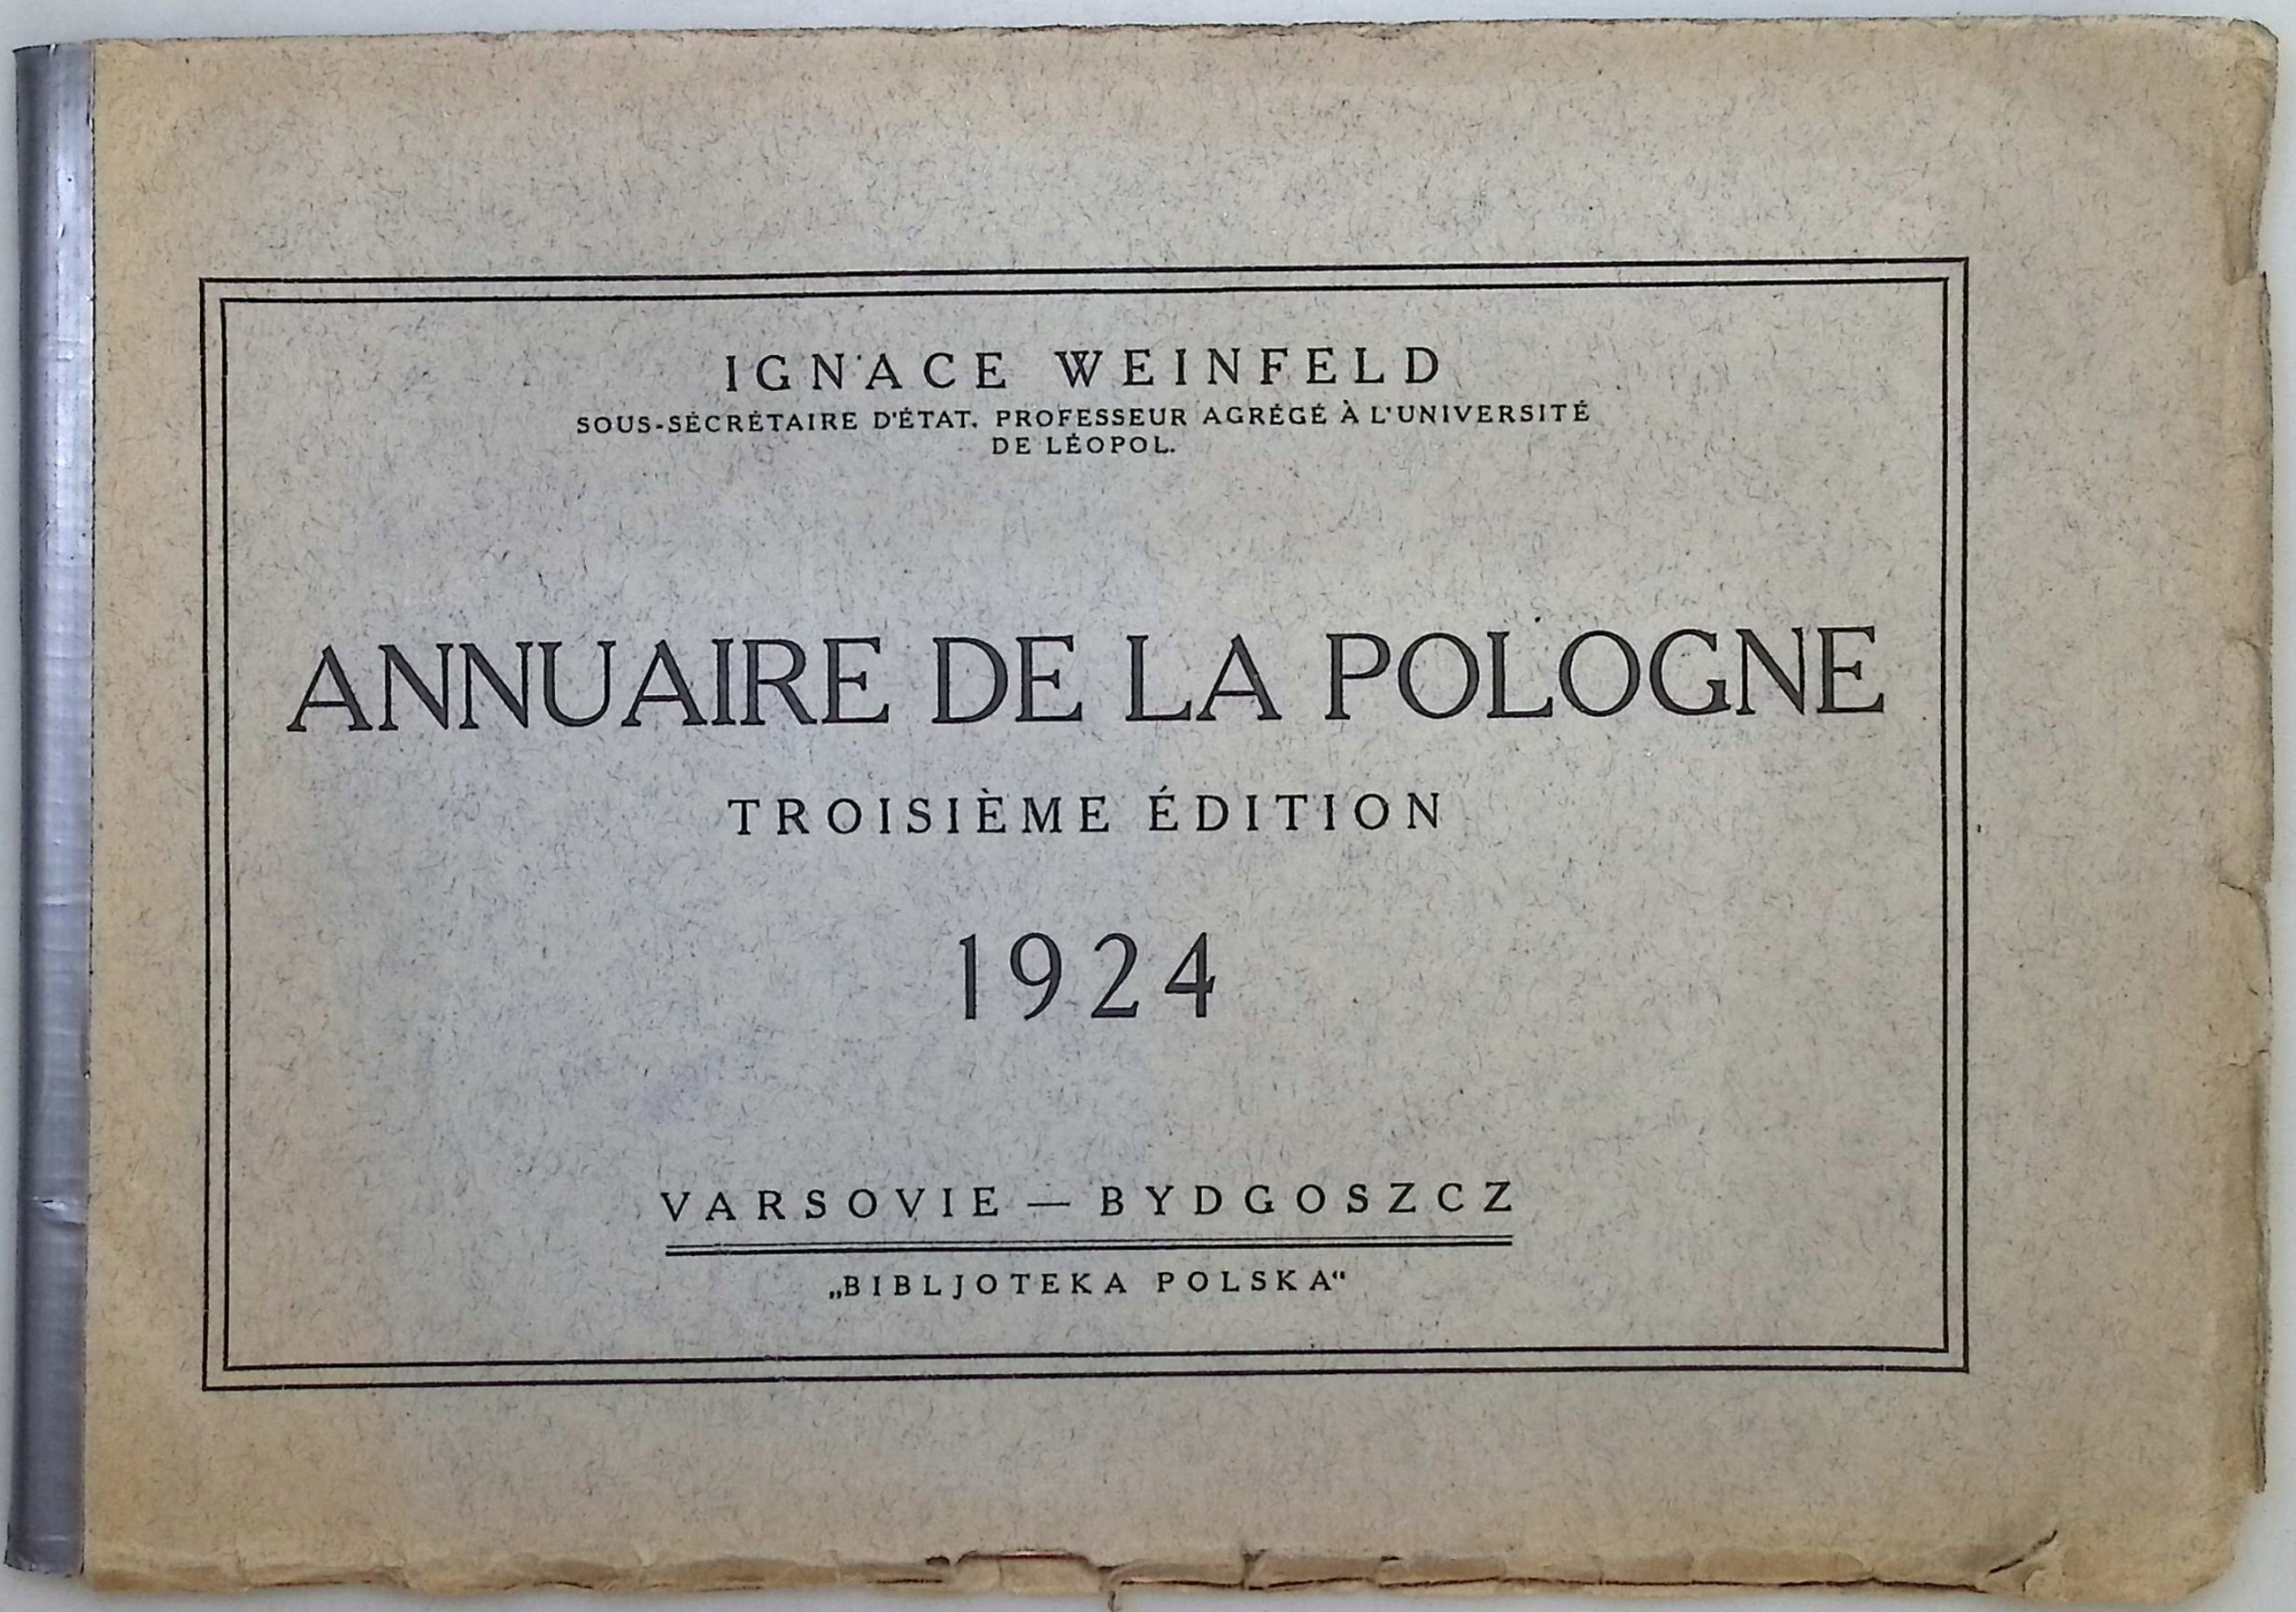 IGNACE WEINFELD
SOUS-SÉCRÉTAIRE D'ÉTAT. PROFESSEUR AGRÉGÉ À L'UNIVERSITÉ
DE LÉOPOL.
ANNUAIRE DE LA POLOGNE
TROISIÈME ÉDITION
1924
VARSOVIE — BYDGOSZCZ
„BIBLJOTEKA POLSKA“